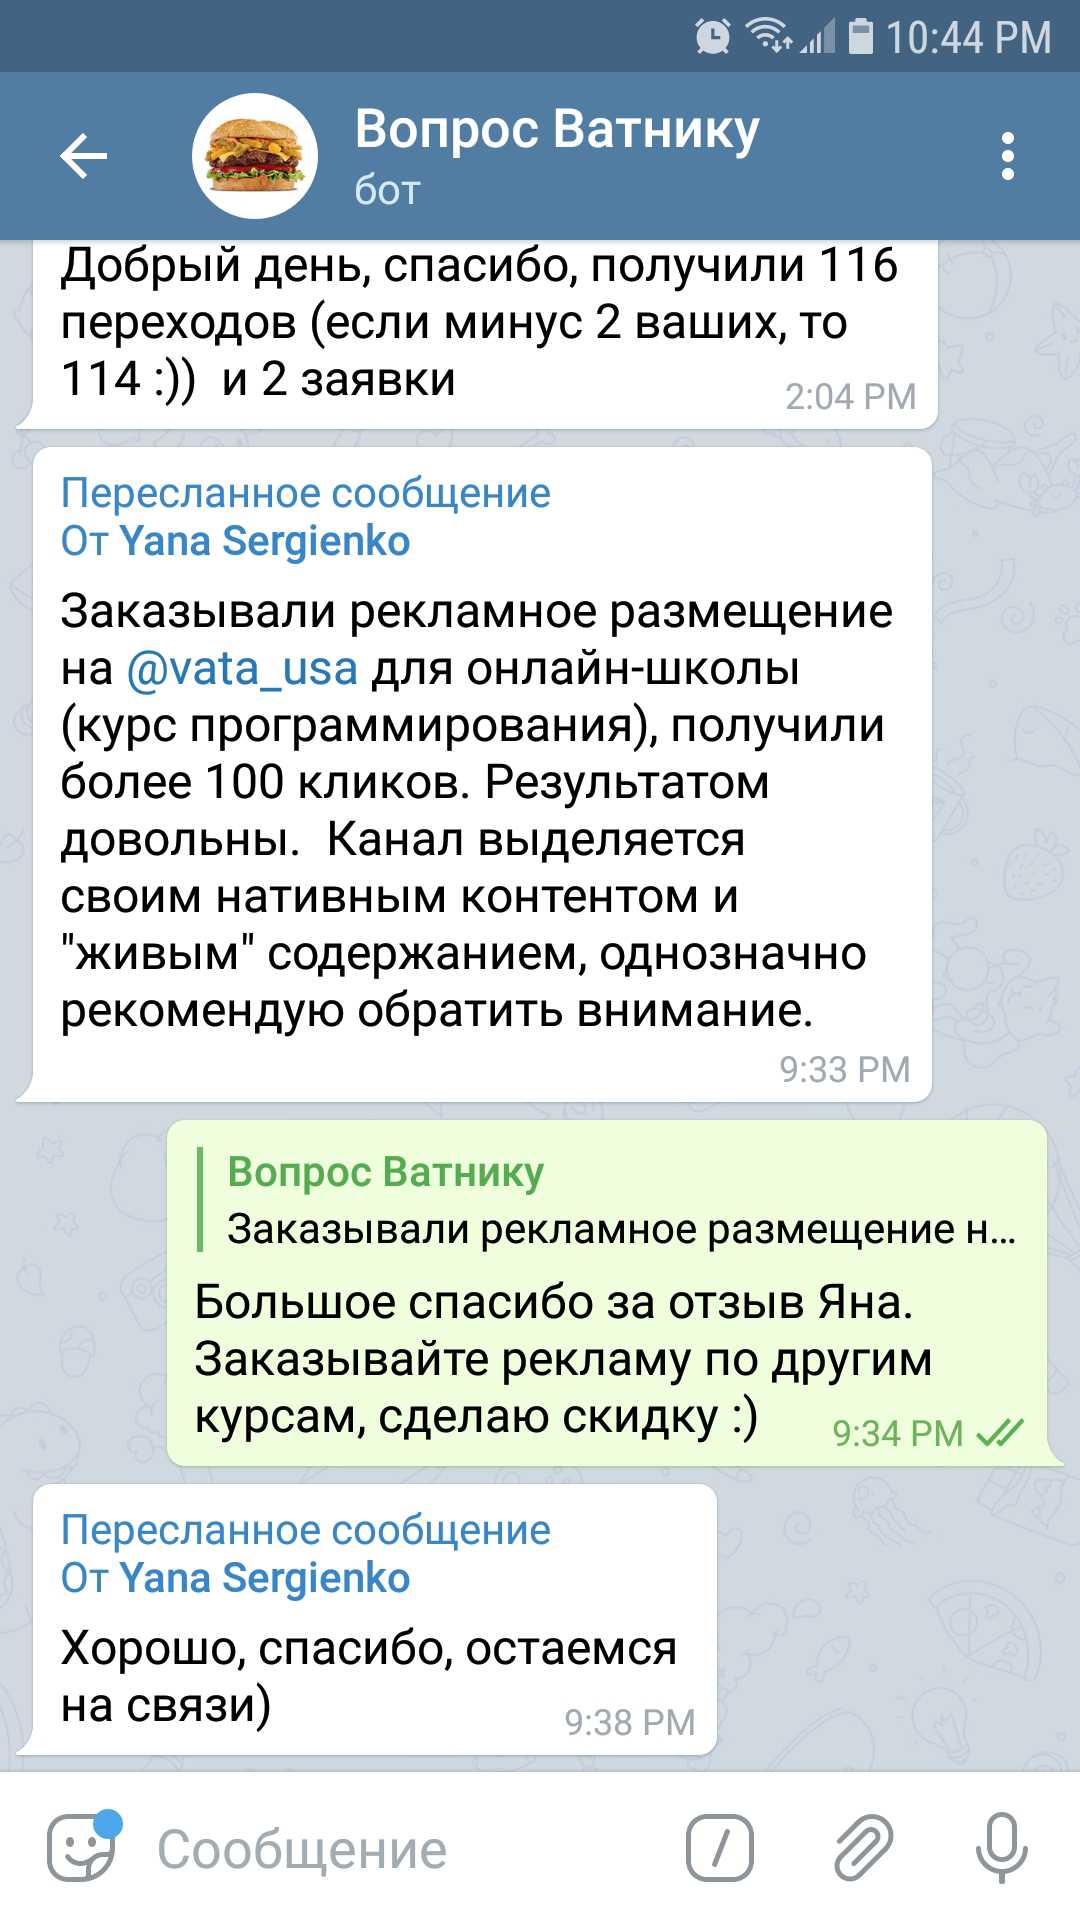 10:44 PM
Вопрос Ватнику
бот
Добрый день, спасибо, получили 116
переходов (если минус 2 ваших, то
114 :))  и 2 заявки
2:04 PM
Пересланное сообщение
От Yana Sergienko
Заказывали рекламное размещение
на @vata_usa для онлайн-школы
(курс программирования), получили
более 100 кликов. Результатом
довольны.  Канал выделяется
своим нативным контентом и
"живым" содержанием, однозначно
рекомендую обратить внимание.
9:33 PM
Вопрос Ватнику
Заказывали рекламное размещение н...
Большое спасибо за отзыв Яна.
Заказывайте рекламу по другим
курсам, сделаю скидку :)
9:34 PM
Пересланное сообщение
От Yana Sergienko
Хорошо, спасибо, остаемся
на связи)
9:38 PM
Сообщение